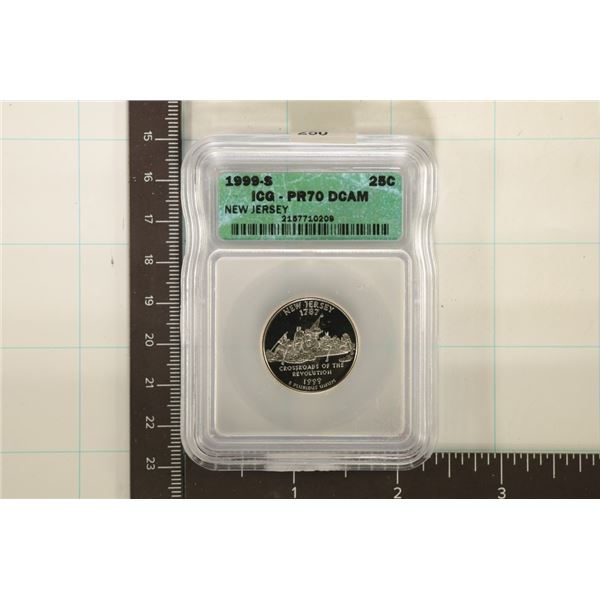 280
1999-S 25C
ICG - PR70 DCAM
NEW JERSEY
2157710209
NEW JERSEY
1787
CROSSROADS OF THE
REVOLUTION
1999
E PLURIBUS UNUM
15
16
17
18
19
20
21
22
23
1 2 3